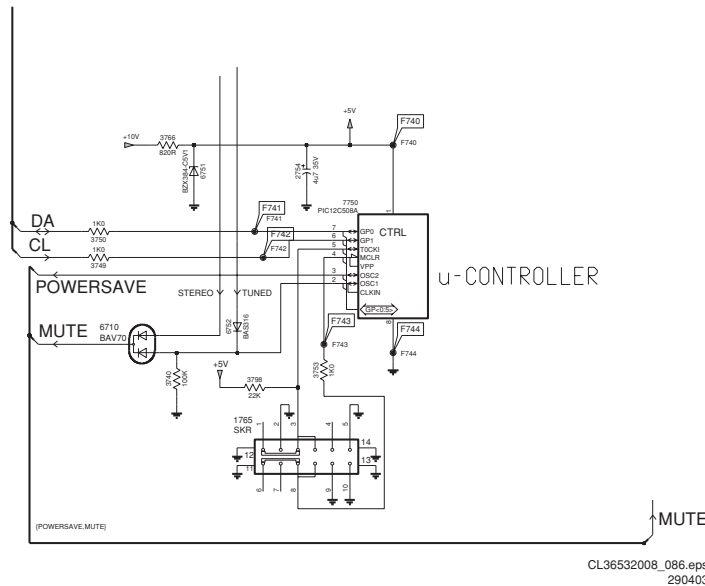 +5V
F740
F740
+10V
3766
820R
BZX384-C5V1
6751
2754
4u7 35V
7750
PIC12C508A
1
F741
F741
F742
F742
DA
1K0
3750
CL
1K0
3749
7
6
5
4
3
2
GP0
GP1
T0CKI
MCLR
VPP
OSC2
OSC1
CLKIN
CTRL
GP<0:5>
8
u-CONTROLLER
POWERSAVE
STEREO
TUNED
MUTE
6710
BAV70
6752
BAS316
F743
F743
F744
F744
3740
100K
+5V
3798
22K
3753
1K0
1765
SKR
1
2
3
4
5
12
14
11
13
6
7
8
9
10
{POWERSAVE,MUTE}
MUTE
CL36532008_086.eps
290403